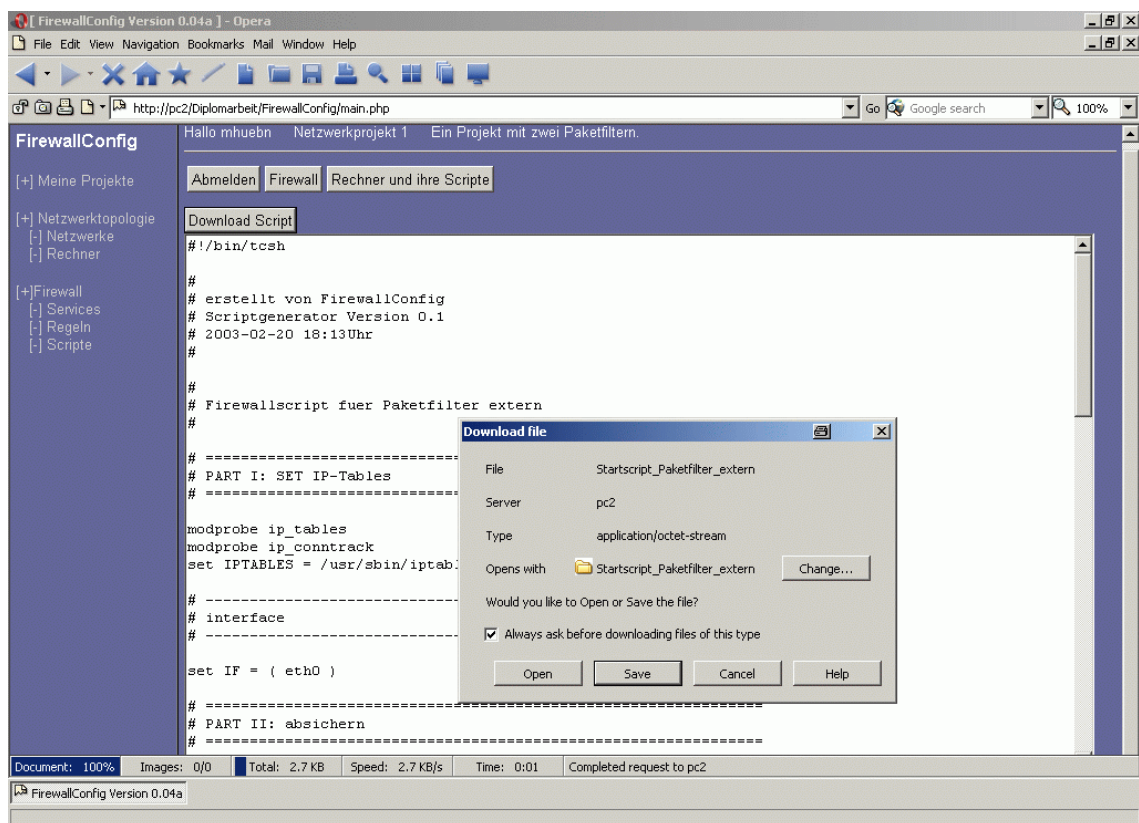 [ FirewallConfig Version 0.04a ] - Opera
File Edit View Navigation Bookmarks Mail Window Help
http://pc2/Diplomarbeit/FirewallConfig/main.php Go Google search 100%
FirewallConfig
[+] Meine Projekte
[+] Netzwerktopologie
[-] Netzwerke
[-] Rechner
[+]Firewall
[-] Services
[-] Regeln
[-] Scripte
Hallo mhuebn Netzwerkprojekt 1 Ein Projekt mit zwei Paketfiltern.
Abmelden Firewall Rechner und ihre Scripte
Download Script
#!/bin/tcsh
#
# erstellt von FirewallConfig
# Scriptgenerator Version 0.1
# 2003-02-20 18:13Uhr
#
#
# Firewallscript fuer Paketfilter extern
#
# =============================
# PART I: SET IP-Tables
# =============================
modprobe ip_tables
modprobe ip_conntrack
set IPTABLES = /usr/sbin/iptabl
# -----------------------------
# interface
# -----------------------------
set IF = ( eth0 )
# ===============================================================
# PART II: absichern
# ===============================================================
Download file
File Startscript_Paketfilter_extern
Server pc2
Type application/octet-stream
Opens with Startscript_Paketfilter_extern Change...
Would you like to Open or Save the file?
Always ask before downloading files of this type
Open Save Cancel Help
Document: 100% Images: 0/0 Total: 2.7 KB Speed: 2.7 KB/s Time: 0:01 Completed request to pc2
FirewallConfig Version 0.04a